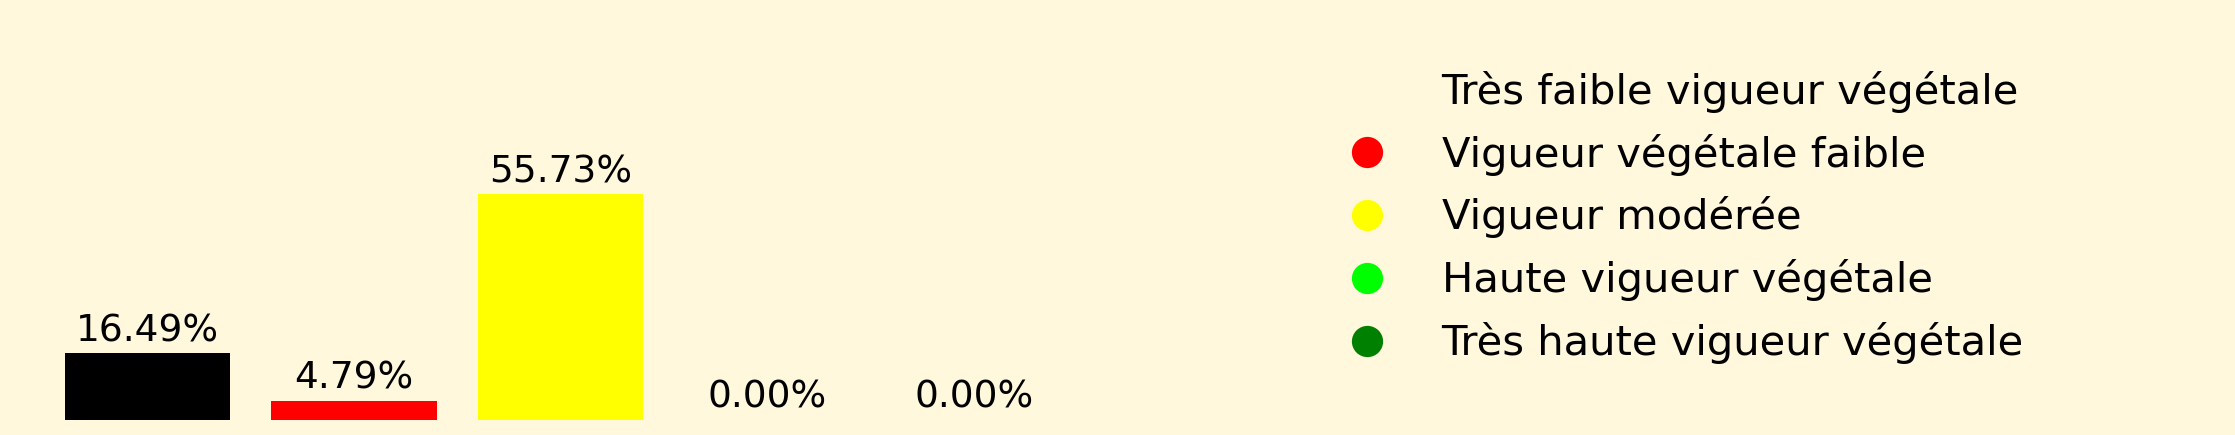 16.49%
4.79%
55.73%
0.00%
0.00%
Très faible vigueur végétale
Vigueur végétale faible
Vigueur modérée
Haute vigueur végétale
Très haute vigueur végétale